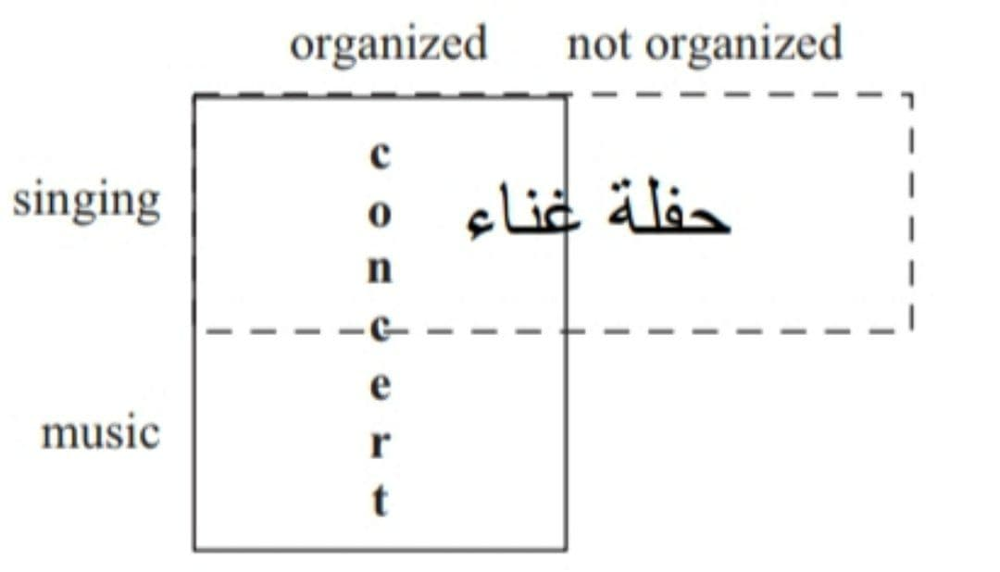 organized not organized
singing
concert
حفلة غناء
music